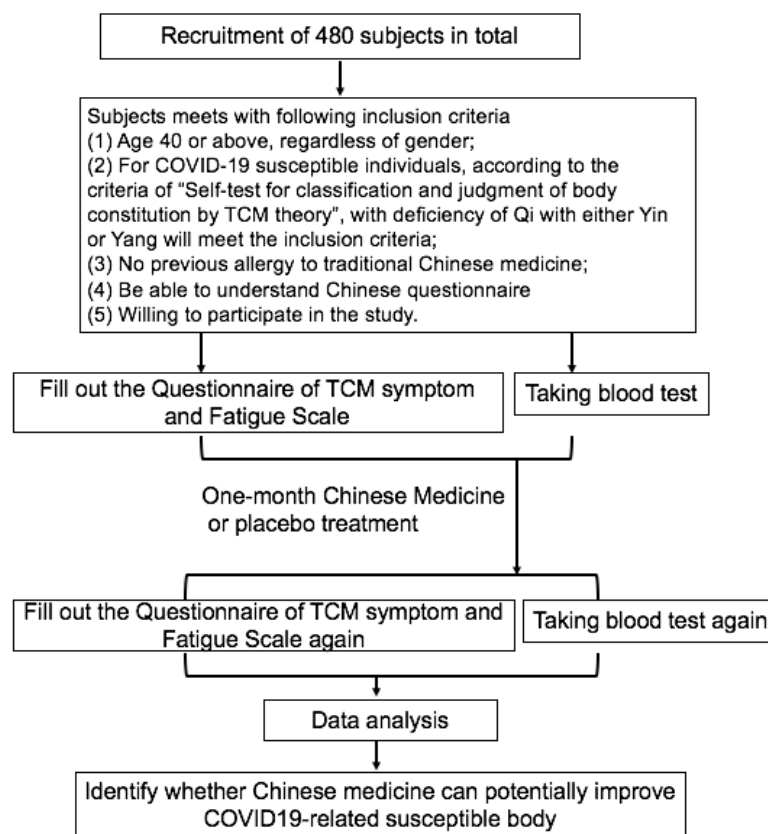 Recruitment of 480 subjects in total
Subjects meets with following inclusion criteria
(1) Age 40 or above, regardless of gender;
(2) For COVID-19 susceptible individuals, according to the
criteria of “Self-test for classification and judgment of body
constitution by TCM theory”, with deficiency of Qi with either Yin
or Yang will meet the inclusion criteria;
(3) No previous allergy to traditional Chinese medicine;
(4) Be able to understand Chinese questionnaire
(5) Willing to participate in the study.
Fill out the Questionnaire of TCM symptom
and Fatigue Scale
Taking blood test
One-month Chinese Medicine
or placebo treatment
Fill out the Questionnaire of TCM symptom and
Fatigue Scale again
Taking blood test again
Data analysis
Identify whether Chinese medicine can potentially improve
COVID19-related susceptible body